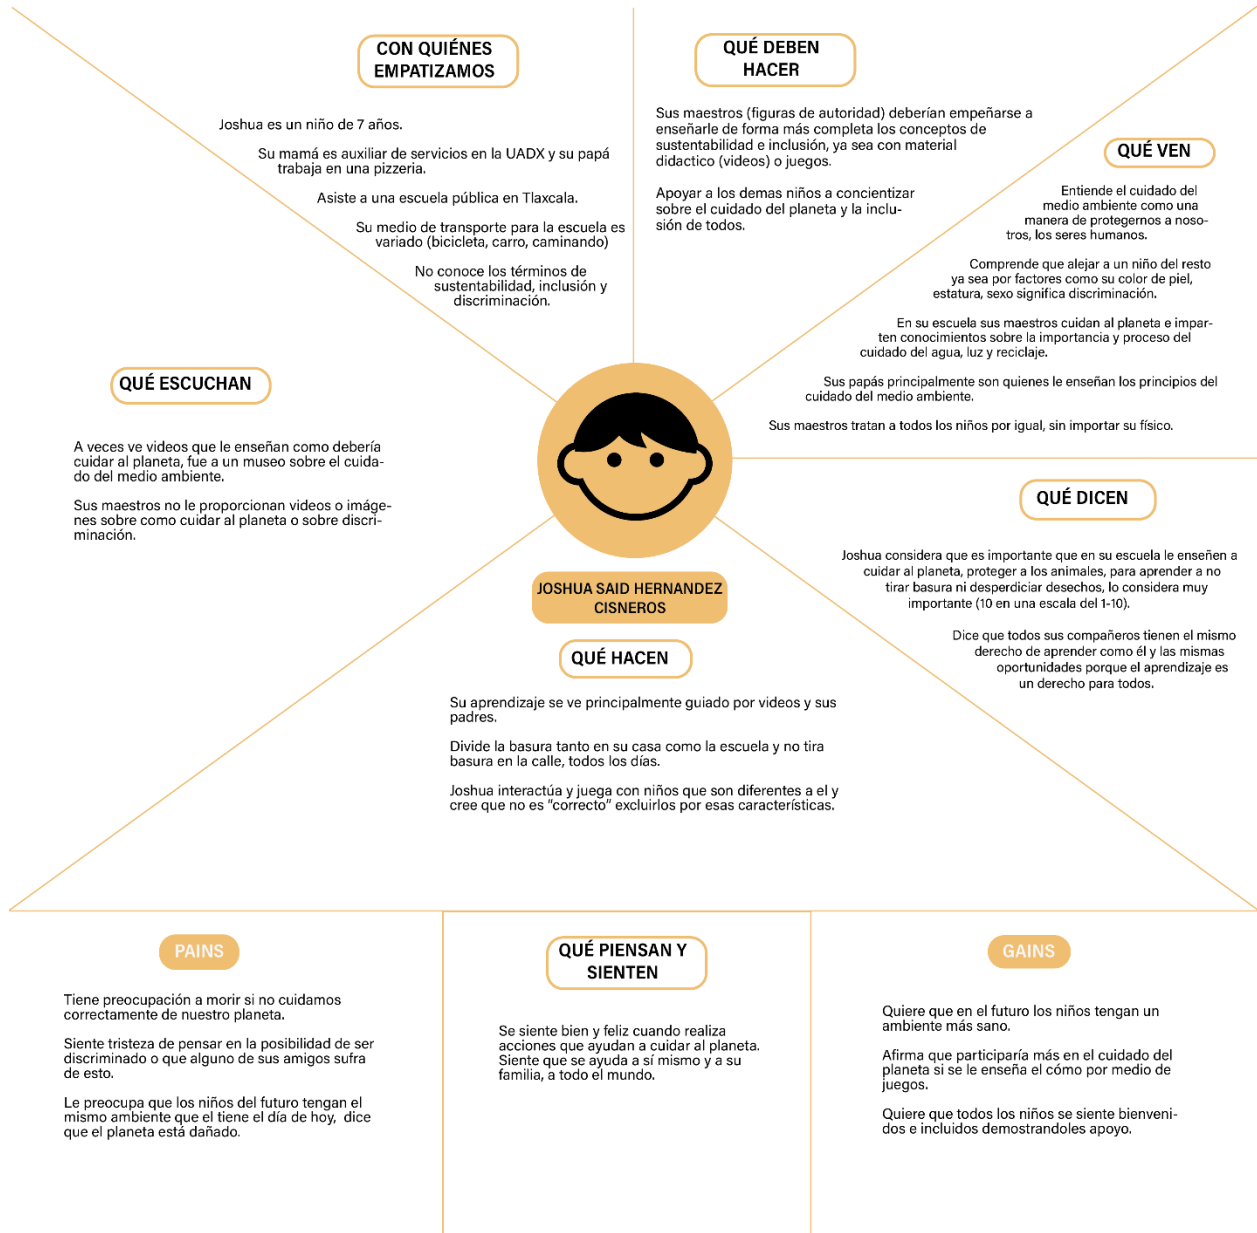 CON QUIÉNES
EMPATIZAMOS
Joshua es un niño de 7 años.
Su mamá es auxiliar de servicios en la UADX y su papá
trabaja en una pizzeria.
Asiste a una escuela pública en Tlaxcala.
Su medio de transporte para la escuela es
variado (bicicleta, carro, caminando)
No conoce los términos de
sustentabilidad, inclusión y
discriminación.
QUÉ DEBEN
HACER
Sus maestros (figuras de autoridad) deberían empeñarse a
enseñarle de forma más completa los conceptos de
sustentabilidad e inclusión, ya sea con material
didactico (videos) o juegos.
Apoyar a los demas niños a concientizar
sobre el cuidado del planeta y la inclu-
sión de todos.
QUÉ VEN
Entiende el cuidado del
medio ambiente como una
manera de protegernos a noso-
tros, los seres humanos.
Comprende que alejar a un niño del resto
ya sea por factores como su color de piel,
estatura, sexo significa discriminación.
En su escuela sus maestros cuidan al planeta e impar-
ten conocimientos sobre la importancia y proceso del
cuidado del agua, luz y reciclaje.
Sus papás principalmente son quienes le enseñan los principios del
cuidado del medio ambiente.
Sus maestros tratan a todos los niños por igual, sin importar su físico.
QUÉ ESCUCHAN
A veces ve videos que le enseñan como debería
cuidar al planeta, fue a un museo sobre el cuida-
do del medio ambiente.
Sus maestros no le proporcionan videos o imáge-
nes sobre como cuidar al planeta o sobre discri-
minación.
QUÉ DICEN
Joshua considera que es importante que en su escuela le enseñen a
cuidar al planeta, proteger a los animales, para aprender a no
tirar basura ni desperdiciar desechos, lo considera muy
importante (10 en una escala del 1-10).
Dice que todos sus compañeros tienen el mismo
derecho de aprender como él y las mismas
oportunidades porque el aprendizaje es
un derecho para todos.
JOSHUA SAID HERNANDEZ
CISNEROS
QUÉ HACEN
Su aprendizaje se ve principalmente guiado por videos y sus
padres.
Divide la basura tanto en su casa como la escuela y no tira
basura en la calle, todos los días.
Joshua interactúa y juega con niños que son diferentes a el y
cree que no es "correcto" excluirlos por esas características.
PAINS
Tiene preocupación a morir si no cuidamos
correctamente de nuestro planeta.
Siente tristeza de pensar en la posibilidad de ser
discriminado o que alguno de sus amigos sufra
de esto.
Le preocupa que los niños del futuro tengan el
mismo ambiente que el tiene el día de hoy, dice
que el planeta está dañado.
QUÉ PIENSAN Y
SIENTEN
Se siente bien y feliz cuando realiza
acciones que ayudan a cuidar al planeta.
Siente que se ayuda a sí mismo y a su
familia, a todo el mundo.
GAINS
Quiere que en el futuro los niños tengan un
ambiente más sano.
Afirma que participaría más en el cuidado del
planeta si se le enseña el cómo por medio de
juegos.
Quiere que todos los niños se siente bienveni-
dos e incluidos demostrandoles apoyo.